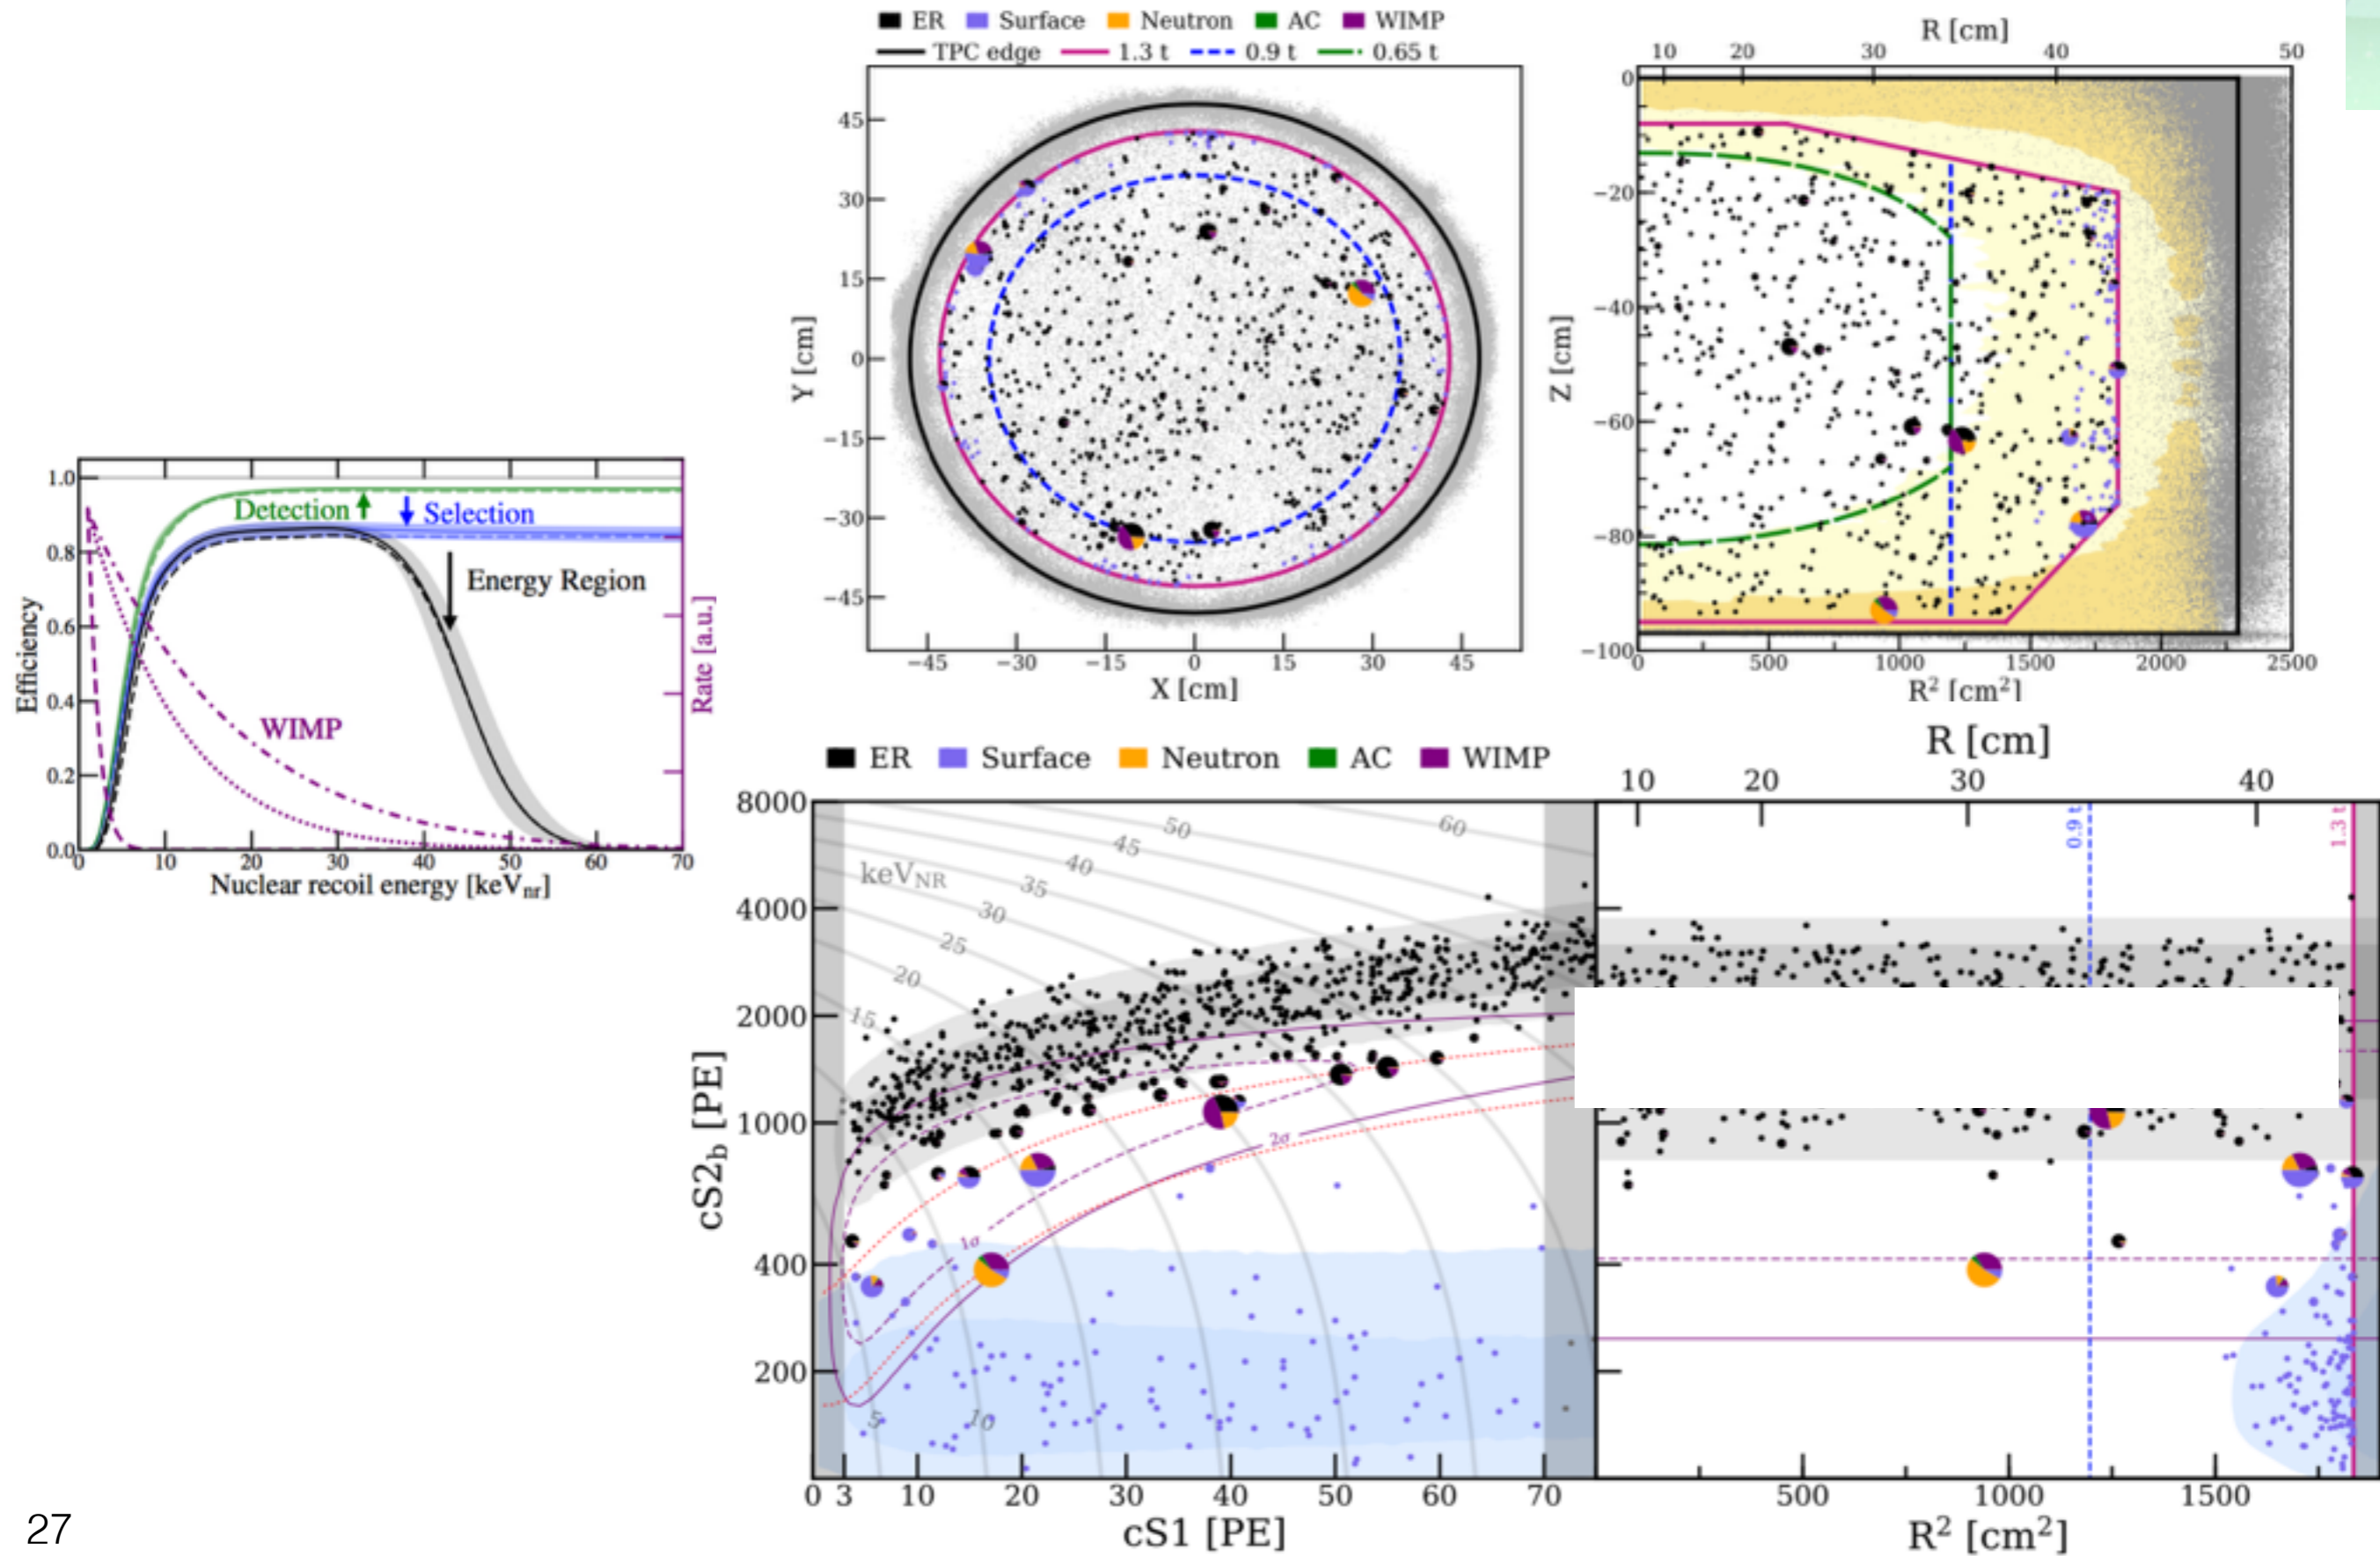 ER Surface Neutron AC WIMP
TPC edge 1.3 t 0.9 t 0.65 t
45
30
15
0
−15
−30
−45
Y [cm]
−45 −30 −15 0 15 30 45
X [cm]
R [cm]
10 20 30 40 50
0
−20
−40
−60
−80
−100
Z [cm]
0 500 1000 1500 2000 2500
R² [cm²]
1.0
0.8
0.6
0.4
0.2
0.0
Efficiency
Detection
Selection
Energy Region
WIMP
Rate [a.u.]
0 10 20 30 40 50 60 70
Nuclear recoil energy [keVnr]
ER Surface Neutron AC WIMP
8000
4000
2000
1000
400
200
cS2b [PE]
50 60
45
40
35
30
25
20
15
keVNR
2σ
1σ
5 10
0 3 10 20 30 40 50 60 70
cS1 [PE]
R [cm]
10 20 30 40
0.9 t
1.3 t
500 1000 1500
R² [cm²]
27